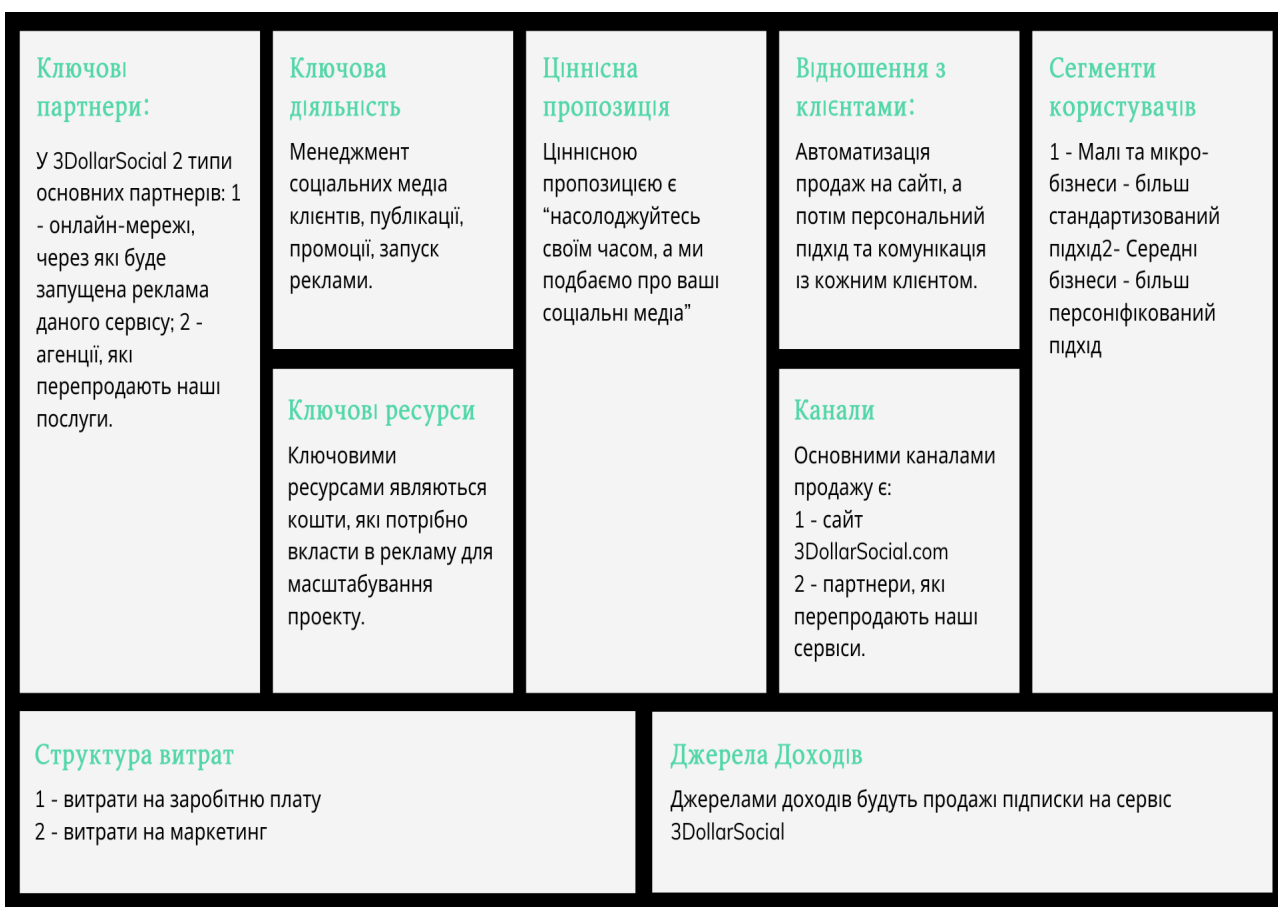 Ключові
партнери:
У 3DollarSocial 2 типи
основних партнерів: 1
- онлайн-мережі,
через які буде
запущена реклама
даного сервісу; 2 -
агенції, які
перепродають наші
послуги.
Ключова
діяльність
Менеджмент
соціальних медіа
клієнтів, публікації,
промоції, запуск
реклами.
Ключові ресурси
Ключовими
ресурсами являються
кошти, які потрібно
вкласти в рекламу для
масштабування
проекту.
Ціннісна
пропозиція
Ціннісною
пропозицією є
“насолоджуйтесь
своїм часом, а ми
подбаємо про ваші
соціальні медіа”
Відношення з
клієнтами:
Автоматизація
продаж на сайті, а
потім персональний
підхід та комунікація
із кожним клієнтом.
Канали
Основними каналами
продажу є:
1 - сайт
3DollarSocial.com
2 - партнери, які
перепродають наші
сервіси.
Сегменти
користувачів
1 - Малі та мікро-
бізнеси - більш
стандартизований
підхід2- Середні
бізнеси - більш
персоніфікований
підхід
Структура витрат
1 - витрати на заробітню плату
2 - витрати на маркетинг
Джерела Доходів
Джерелами доходів будуть продажі підписки на сервіс
3DollarSocial